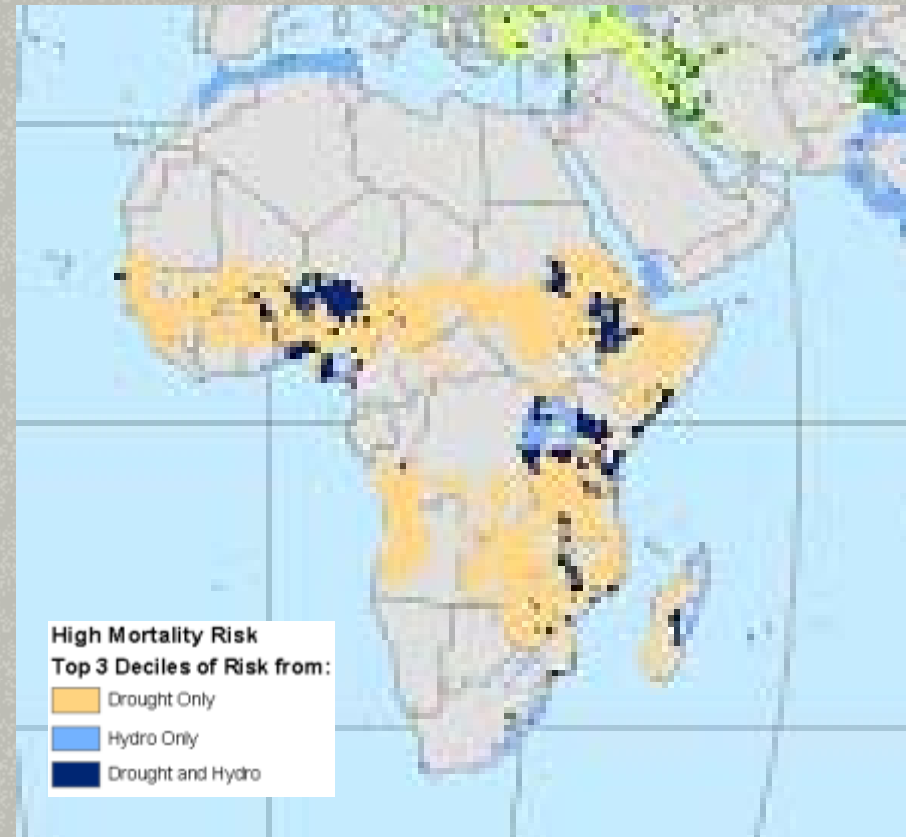 High Mortality Risk
Top 3 Deciles of Risk from:
Drought Only
Hydro Only
Drought and Hydro